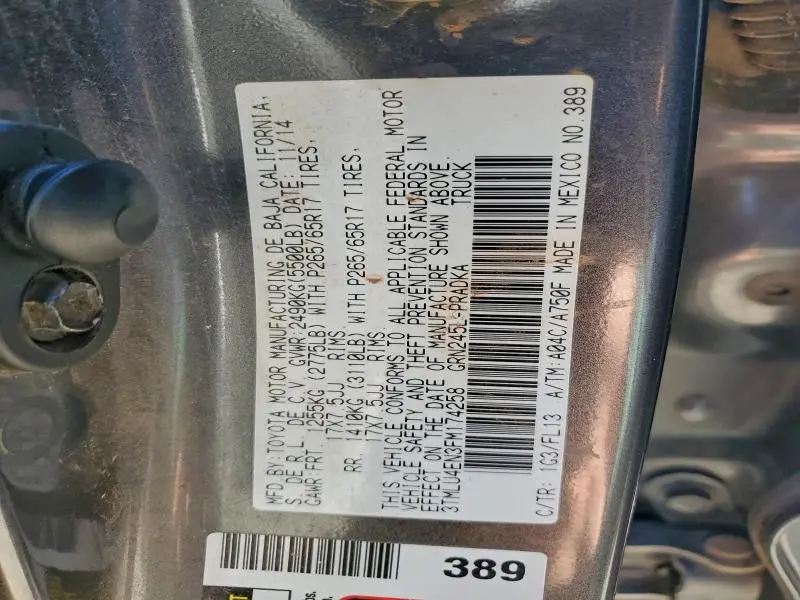 MFD. BY: TOYOTA MOTOR MANUFACTURING DE BAJA CALIFORNIA,
S. DE R. L. DE C. V. GVWR:2490KG(5500LB) DATE: 11/14
GAWR-FRT. 1255KG (2772LB) WITH P265/65R17 TIRES,
17X7.5JJ RIMS
RR. 1410KG (3110LB) WITH P265/65R17 TIRES,
17X7.5JJ RIMS
THIS VEHICLE CONFORMS TO ALL APPLICABLE FEDERAL MOTOR
VEHICLE SAFETY AND THEFT PREVENTION STANDARDS IN
EFFECT ON THE DATE OF MANUFACTURE SHOWN ABOVE.
3TMLU4EN3FM174258 GRN245L-PRADKA TRUCK
C/TR: 1G3/FL13 A/TM: A04C/A750F MADE IN MEXICO NO 389
389